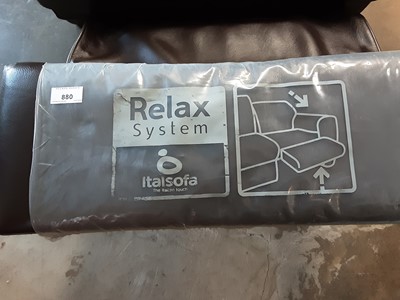 880
Relax
System
Italsofa
The Natuzzi touch